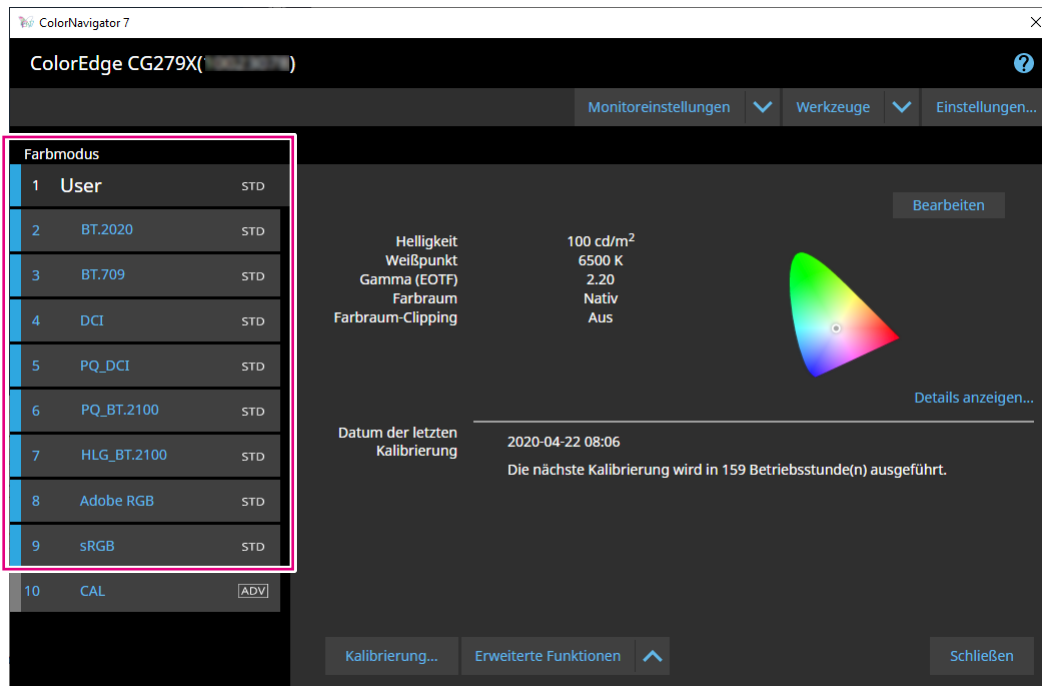 ColorNavigator 7
ColorEdge CG279X( )
Monitoreinstellungen Werkzeuge Einstellungen...
Farbmodus
1 User STD
2 BT.2020 STD
3 BT.709 STD
4 DCI STD
5 PQ_DCI STD
6 PQ_BT.2100 STD
7 HLG_BT.2100 STD
8 Adobe RGB STD
9 sRGB STD
10 CAL ADV
Bearbeiten
Helligkeit 100 cd/m²
Weißpunkt 6500 K
Gamma (EOTF) 2.20
Farbraum Nativ
Farbraum-Clipping Aus
Details anzeigen...
Datum der letzten
Kalibrierung
2020-04-22 08:06
Die nächste Kalibrierung wird in 159 Betriebsstunde(n) ausgeführt.
Kalibrierung... Erweiterte Funktionen Schließen